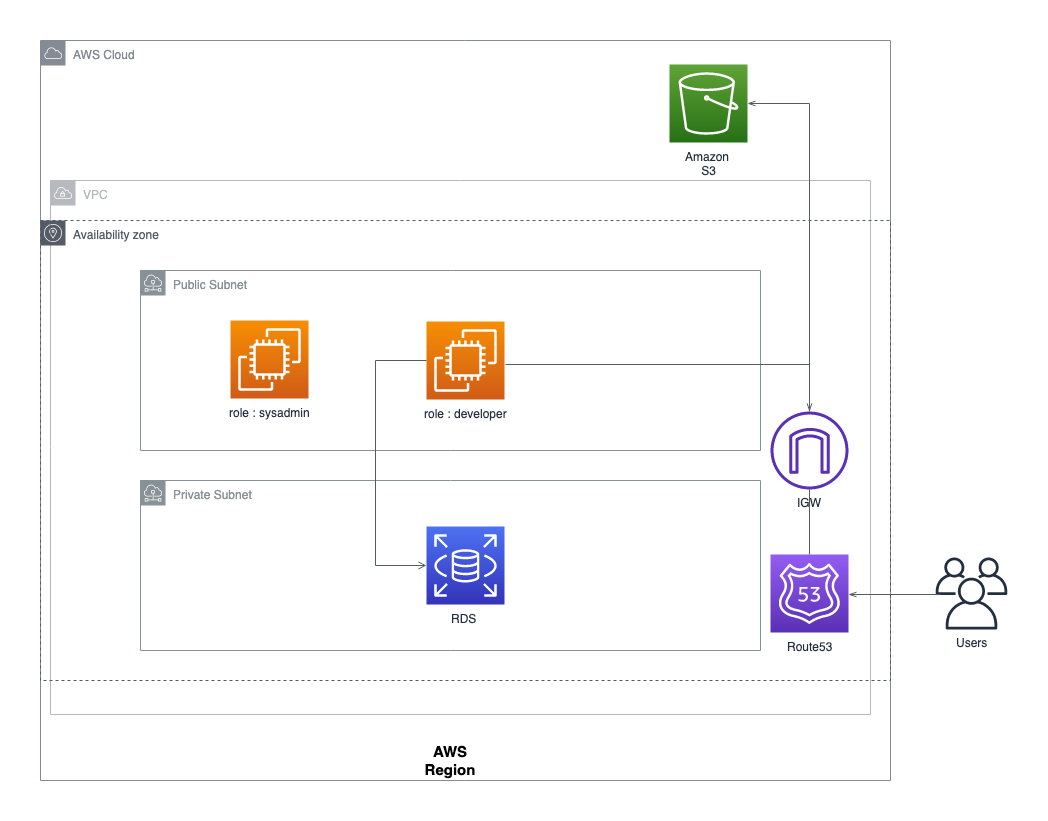 AWS Cloud
Amazon
S3
VPC
Availability zone
Public Subnet
role : sysadmin
role : developer
Private Subnet
IGW
53
RDS
Route53
Users
AWS
Region